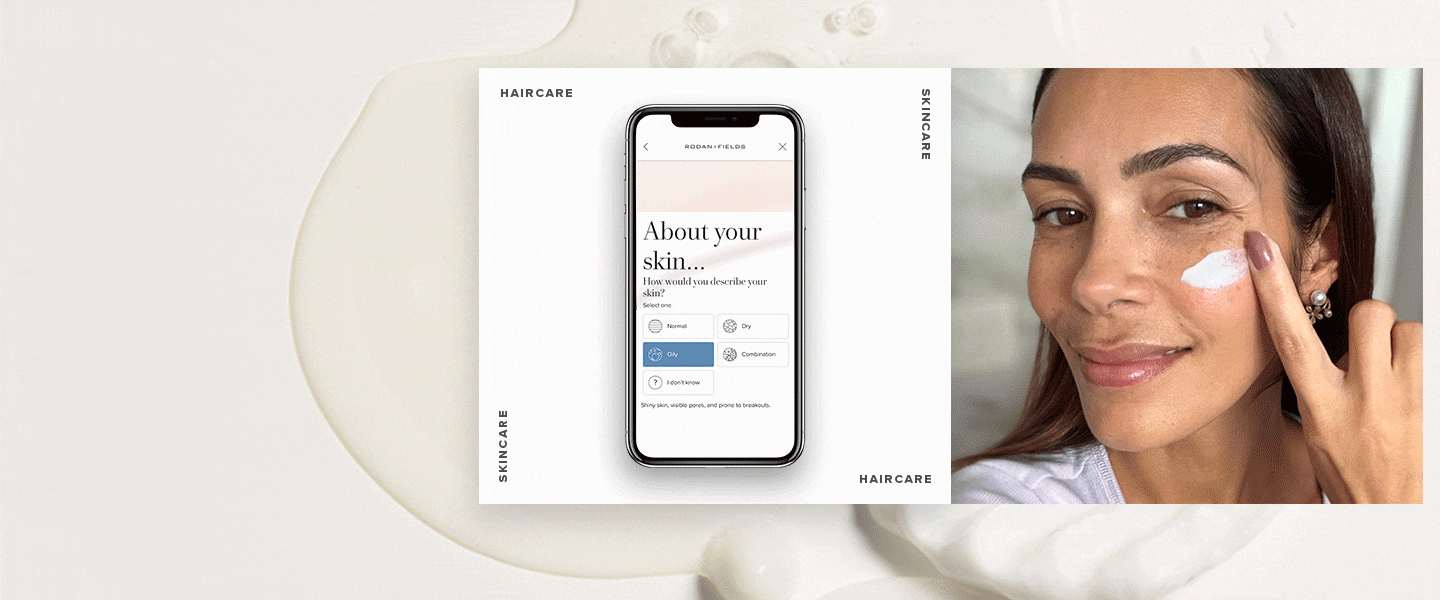 HAIRCARE
SKINCARE
RODAN+FIELDS
About your
skin...
How would you describe your
skin?
Select one.
Normal
Dry
Oily
Combination
?
I don't know
Shiny skin, visible pores, and prone to breakouts.
SKINCARE
HAIRCARE